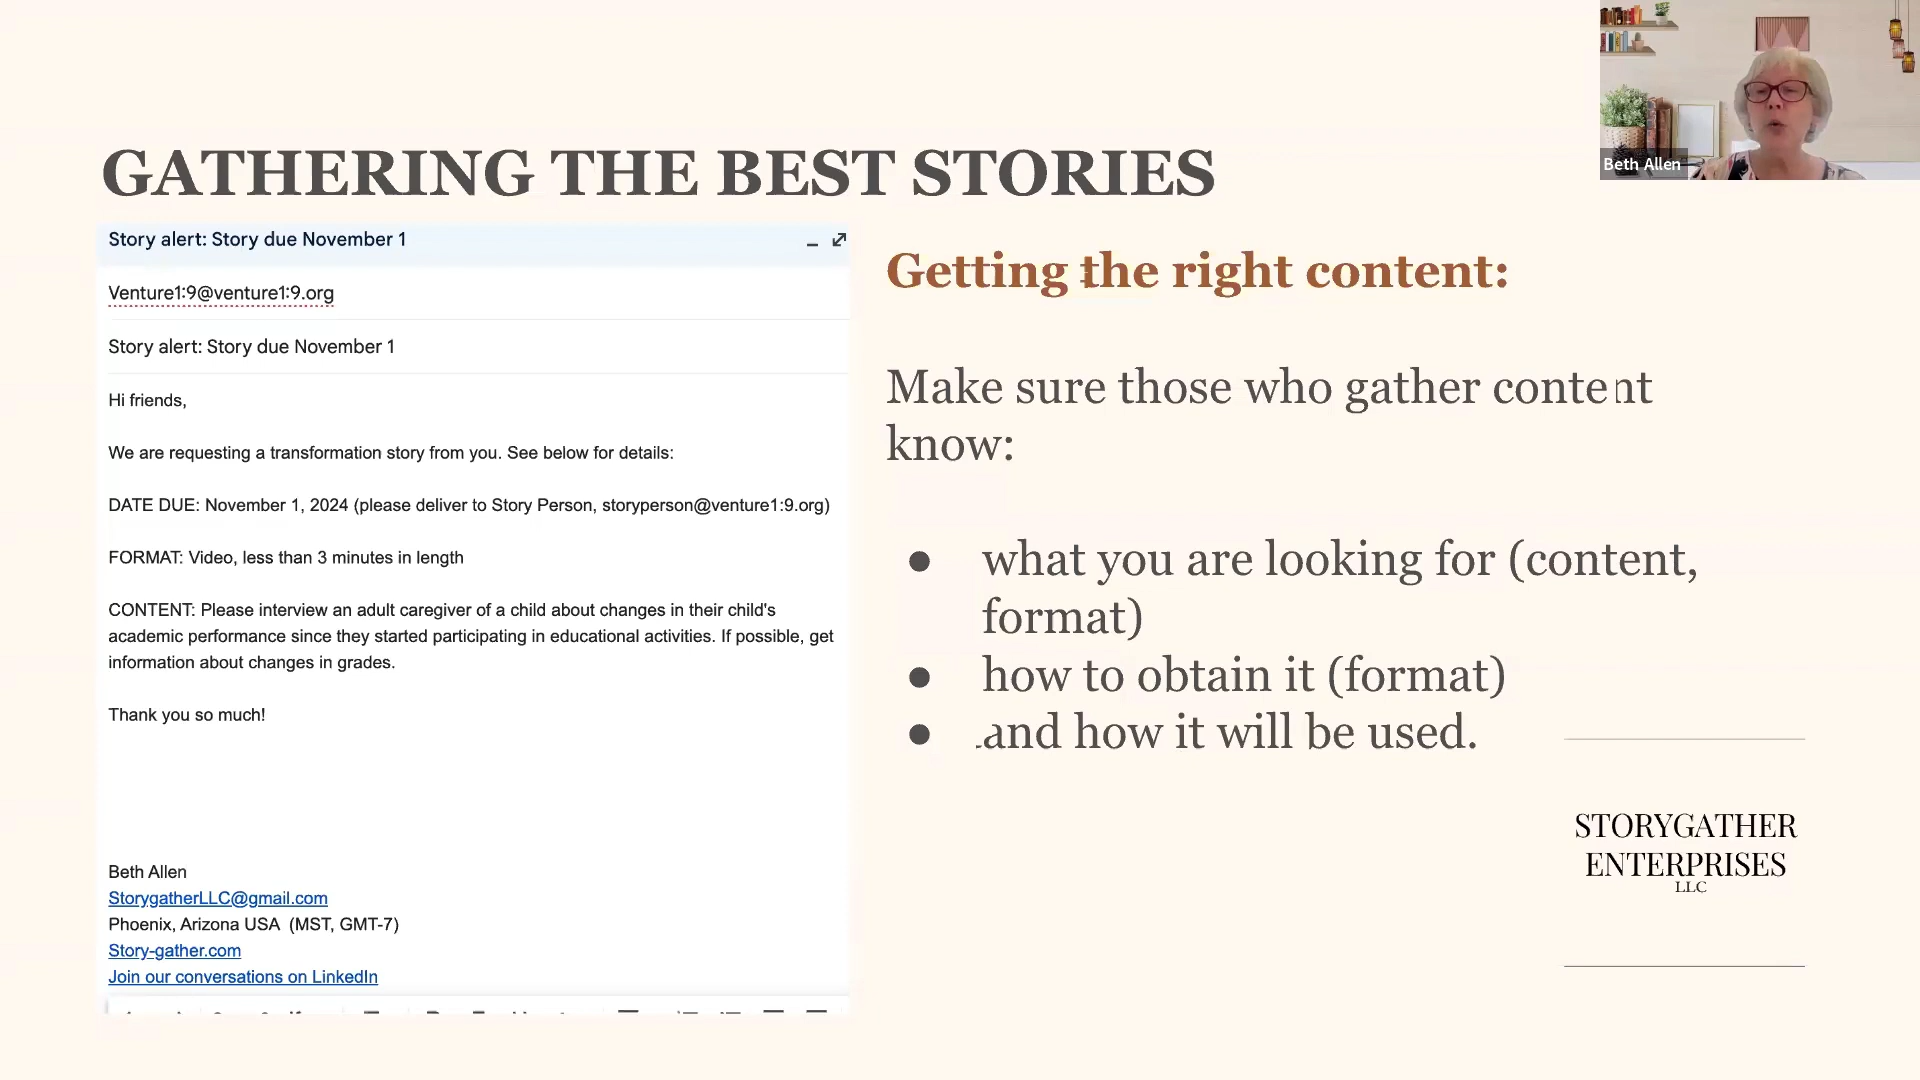 GATHERING THE BEST STORIES
Beth Allen
Story alert: Story due November 1
Venture1:9@venture1:9.org
Story alert: Story due November 1
Hi friends,
We are requesting a transformation story from you. See below for details:
DATE DUE: November 1, 2024 (please deliver to Story Person, storyperson@venture1:9.org)
FORMAT: Video, less than 3 minutes in length
CONTENT: Please interview an adult caregiver of a child about changes in their child's
academic performance since they started participating in educational activities. If possible, get
information about changes in grades.
Thank you so much!
Beth Allen
StorygatherLLC@gmail.com
Phoenix, Arizona USA (MST, GMT-7)
Story-gather.com
Join our conversations on LinkedIn
Getting the right content:
Make sure those who gather content
know:
● what you are looking for (content,
format)
● how to obtain it (format)
● and how it will be used.
STORYGATHER
ENTERPRISES
LLC